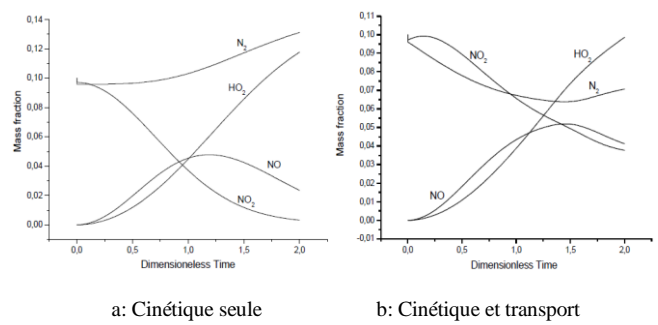 0,14
0,12
0,10
0,08
0,06
0,04
0,02
0,00
Mass fraction
N2
HO2
NO
NO2
0,0
0,5
1,0
1,5
2,0
Dimensioneless Time
a: Cinétique seule
0,11
0,10
0,09
0,08
0,07
0,06
0,05
0,04
0,03
0,02
0,01
0,00
-0,01
Mass fraction
NO2
HO2
N2
NO
0,0
0,5
1,0
1,5
2,0
Dimensionless Time
b: Cinétique et transport